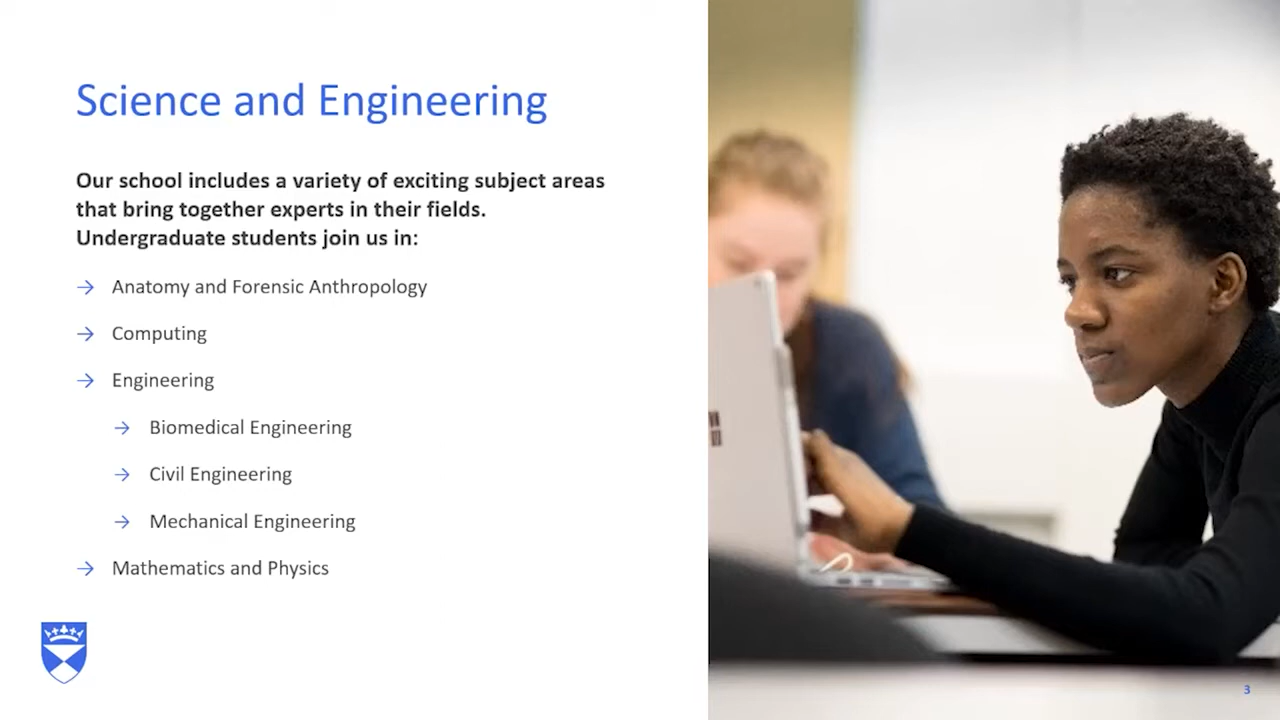 Science and Engineering
Our school includes a variety of exciting subject areas
that bring together experts in their fields.
Undergraduate students join us in:
→ Anatomy and Forensic Anthropology
→ Computing
→ Engineering
→ Biomedical Engineering
→ Civil Engineering
→ Mechanical Engineering
→ Mathematics and Physics
3